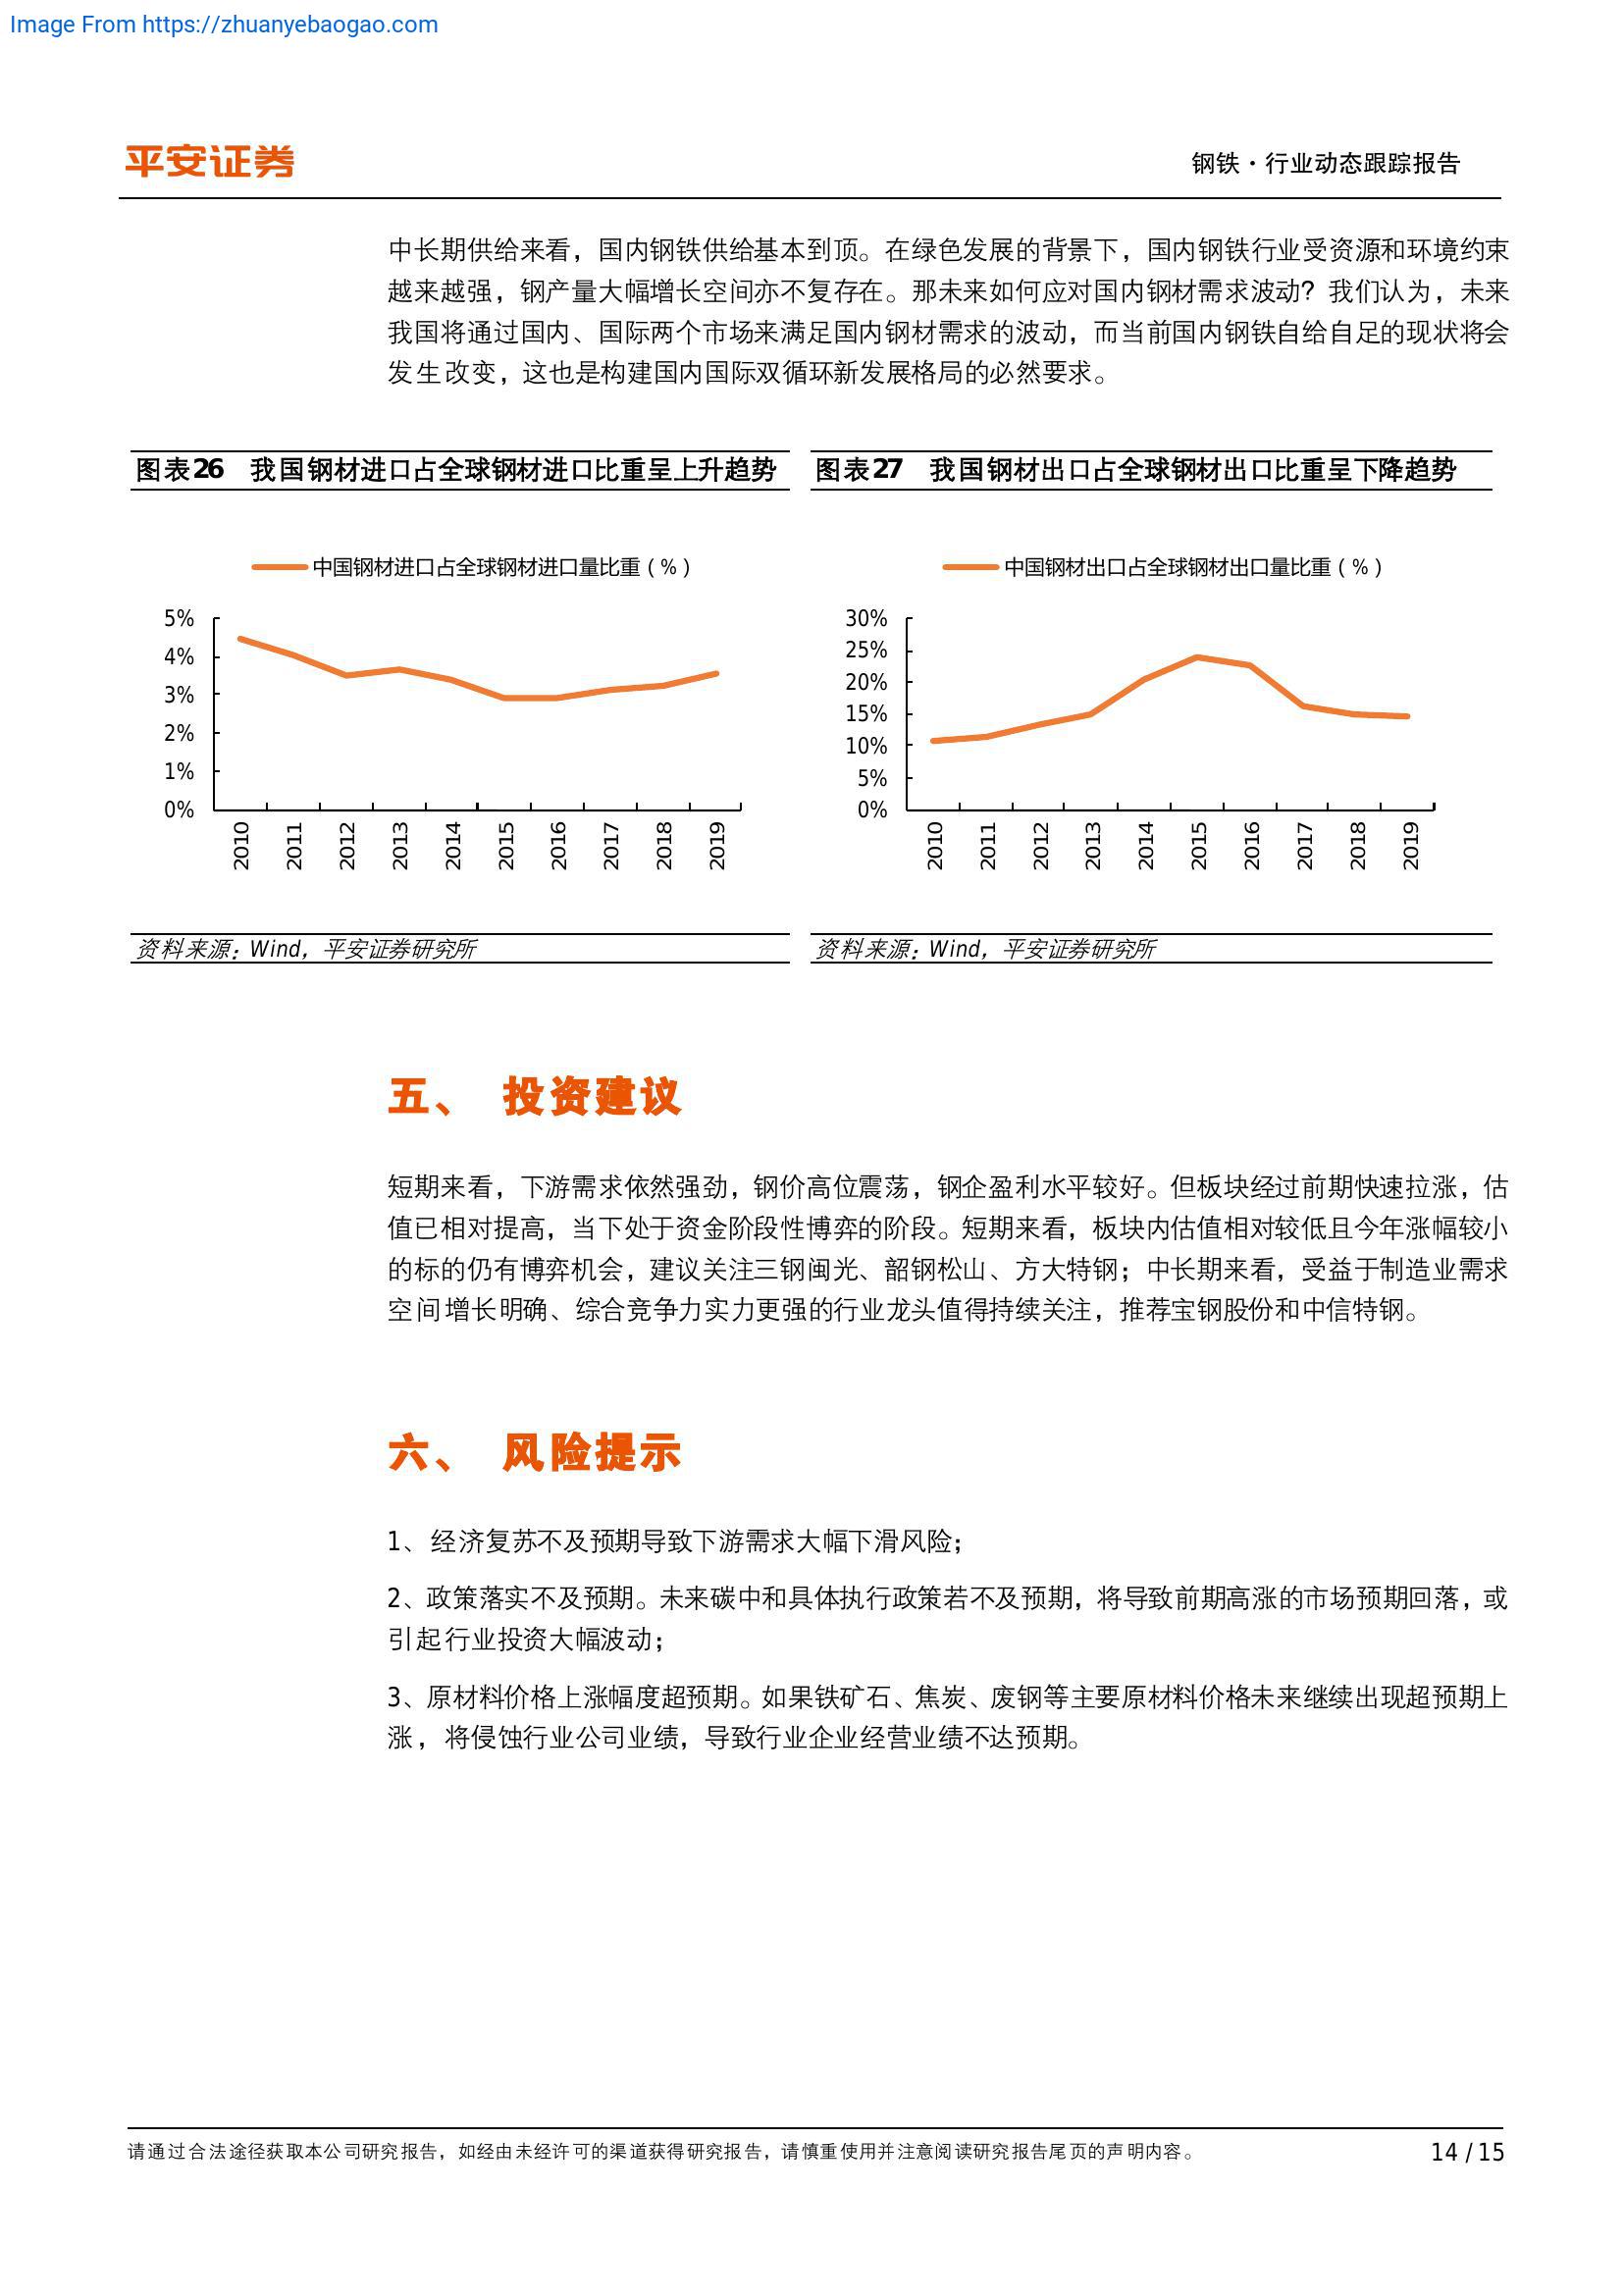 Image From https://zhuanyebaogao.com
平安证券
钢铁·行业动态跟踪报告
中长期供给来看，国内钢铁供给基本到顶。在绿色发展的背景下，国内钢铁行业受资源和环境约束
越来越强，钢产量大幅增长空间亦不复存在。那未来如何应对国内钢材需求波动？我们认为，未来
我国将通过国内、国际两个市场来满足国内钢材需求的波动，而当前国内钢铁自给自足的现状将会
发生改变，这也是构建国内国际双循环新发展格局的必然要求。
图表26 我国钢材进口占全球钢材进口比重呈上升趋势
中国钢材进口占全球钢材进口量比重（%）
5%
4%
3%
2%
1%
0%
2010
2011
2012
2013
2014
2015
2016
2017
2018
2019
资料来源：Wind，平安证券研究所
图表27 我国钢材出口占全球钢材出口比重呈下降趋势
中国钢材出口占全球钢材出口量比重（%）
30%
25%
20%
15%
10%
5%
0%
2010
2011
2012
2013
2014
2015
2016
2017
2018
2019
资料来源：Wind，平安证券研究所
五、 投资建议
短期来看，下游需求依然强劲，钢价高位震荡，钢企盈利水平较好。但板块经过前期快速拉涨，估
值已相对提高，当下处于资金阶段性博弈的阶段。短期来看，板块内估值相对较低且今年涨幅较小
的标的仍有博弈机会，建议关注三钢闽光、韶钢松山、方大特钢；中长期来看，受益于制造业需求
空间增长明确、综合竞争力实力更强的行业龙头值得持续关注，推荐宝钢股份和中信特钢。
六、 风险提示
1、 经济复苏不及预期导致下游需求大幅下滑风险；
2、政策落实不及预期。未来碳中和具体执行政策若不及预期，将导致前期高涨的市场预期回落，或
引起行业投资大幅波动；
3、原材料价格上涨幅度超预期。如果铁矿石、焦炭、废钢等主要原材料价格未来继续出现超预期上
涨，将侵蚀行业公司业绩，导致行业企业经营业绩不达预期。
请通过合法途径获取本公司研究报告，如经由未经许可的渠道获得研究报告，请慎重使用并注意阅读研究报告尾页的声明内容。
14 / 15